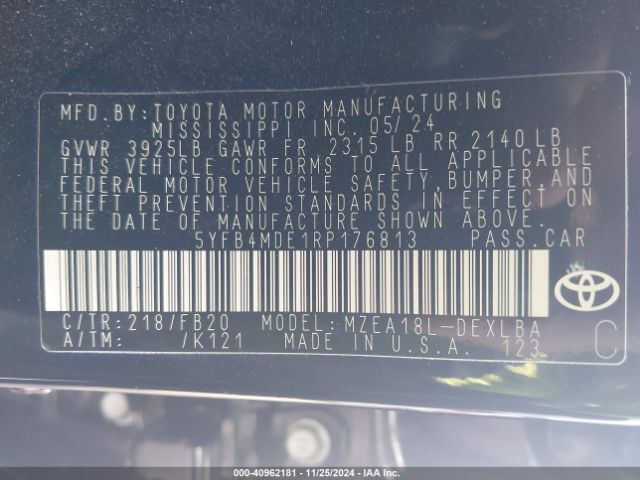 MFD.BY:TOYOTA MOTOR MANUFACTURING
MISSISSIPPI INC. 05/24
GVWR 3925LB GAWR FR 2315 LB RR 2140LB
THIS VEHICLE CONFORMS TO ALL APPLICABLE
FEDERAL MOTOR VEHICLE SAFETY,BUMPER,AND
THEFT PREVENTION STANDARDS IN EFFECT ON
THE DATE OF MANUFACTURE SHOWN ABOVE.
5YFB4MDE1RP176813 PASS.CAR
C/TR:218/FB20 MODEL:MZEA18L-DEXLBA
A/TM: /K121 MADE IN U.S.A. 123
C
000-40962181 - 11/25/2024 - IAA Inc.